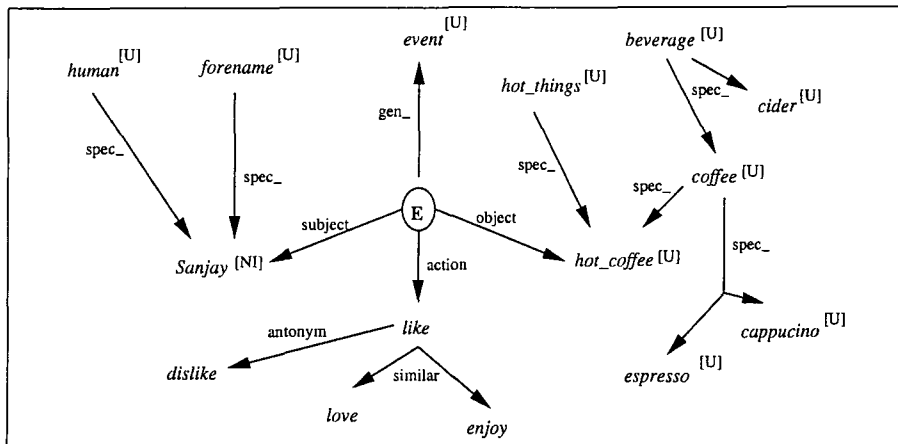 event [U]
beverage [U]
human [U]
forename [U]
hot_things [U]
spec_
cider {U]
gen_
spec_
spec_
spec_
spec_
coffee [U]
E
subject
object
spec_
Sanjay [NI]
action
hot_coffee [U}
like
antonym
cappucino [U]
dislike
similar
espresso [U]
love
enjoy